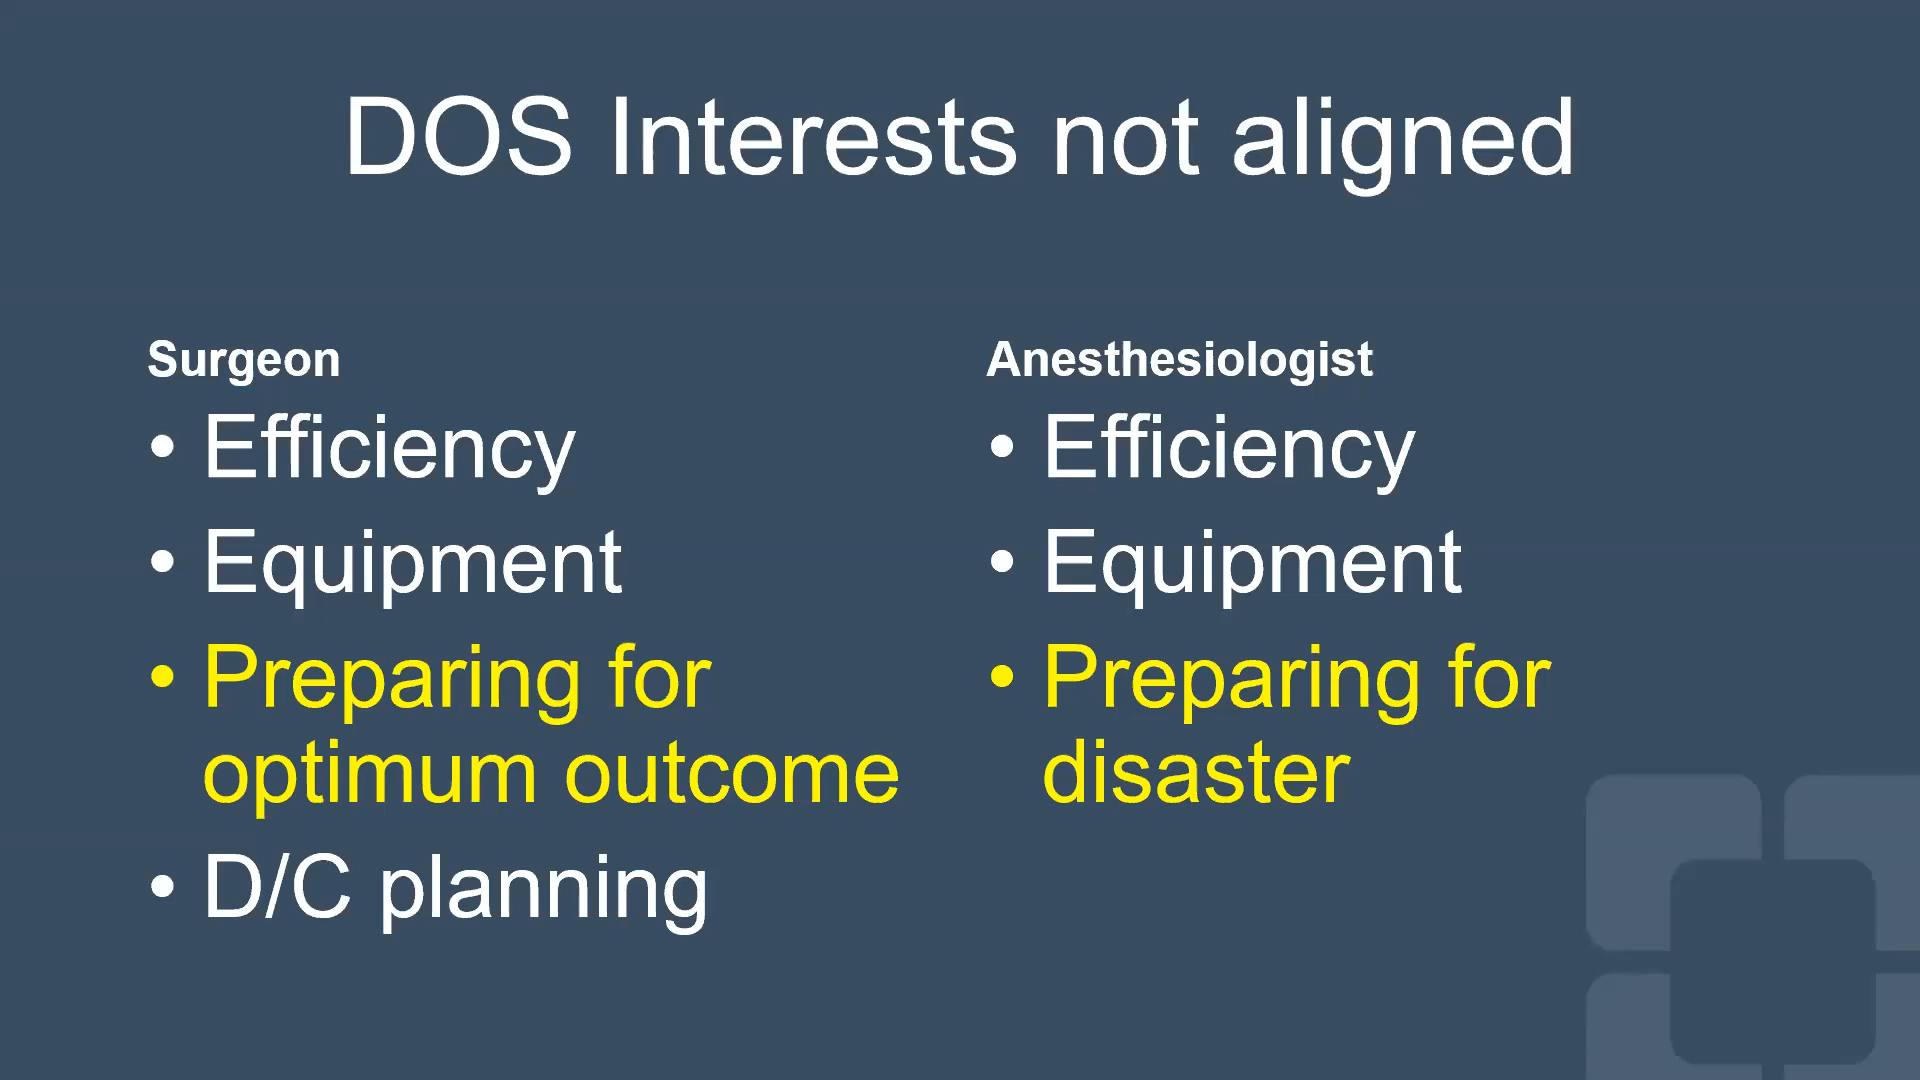 DOS Interests not aligned
Surgeon
• Efficiency
• Equipment
• Preparing for
optimum outcome
• D/C planning
Anesthesiologist
• Efficiency
• Equipment
• Preparing for
disaster